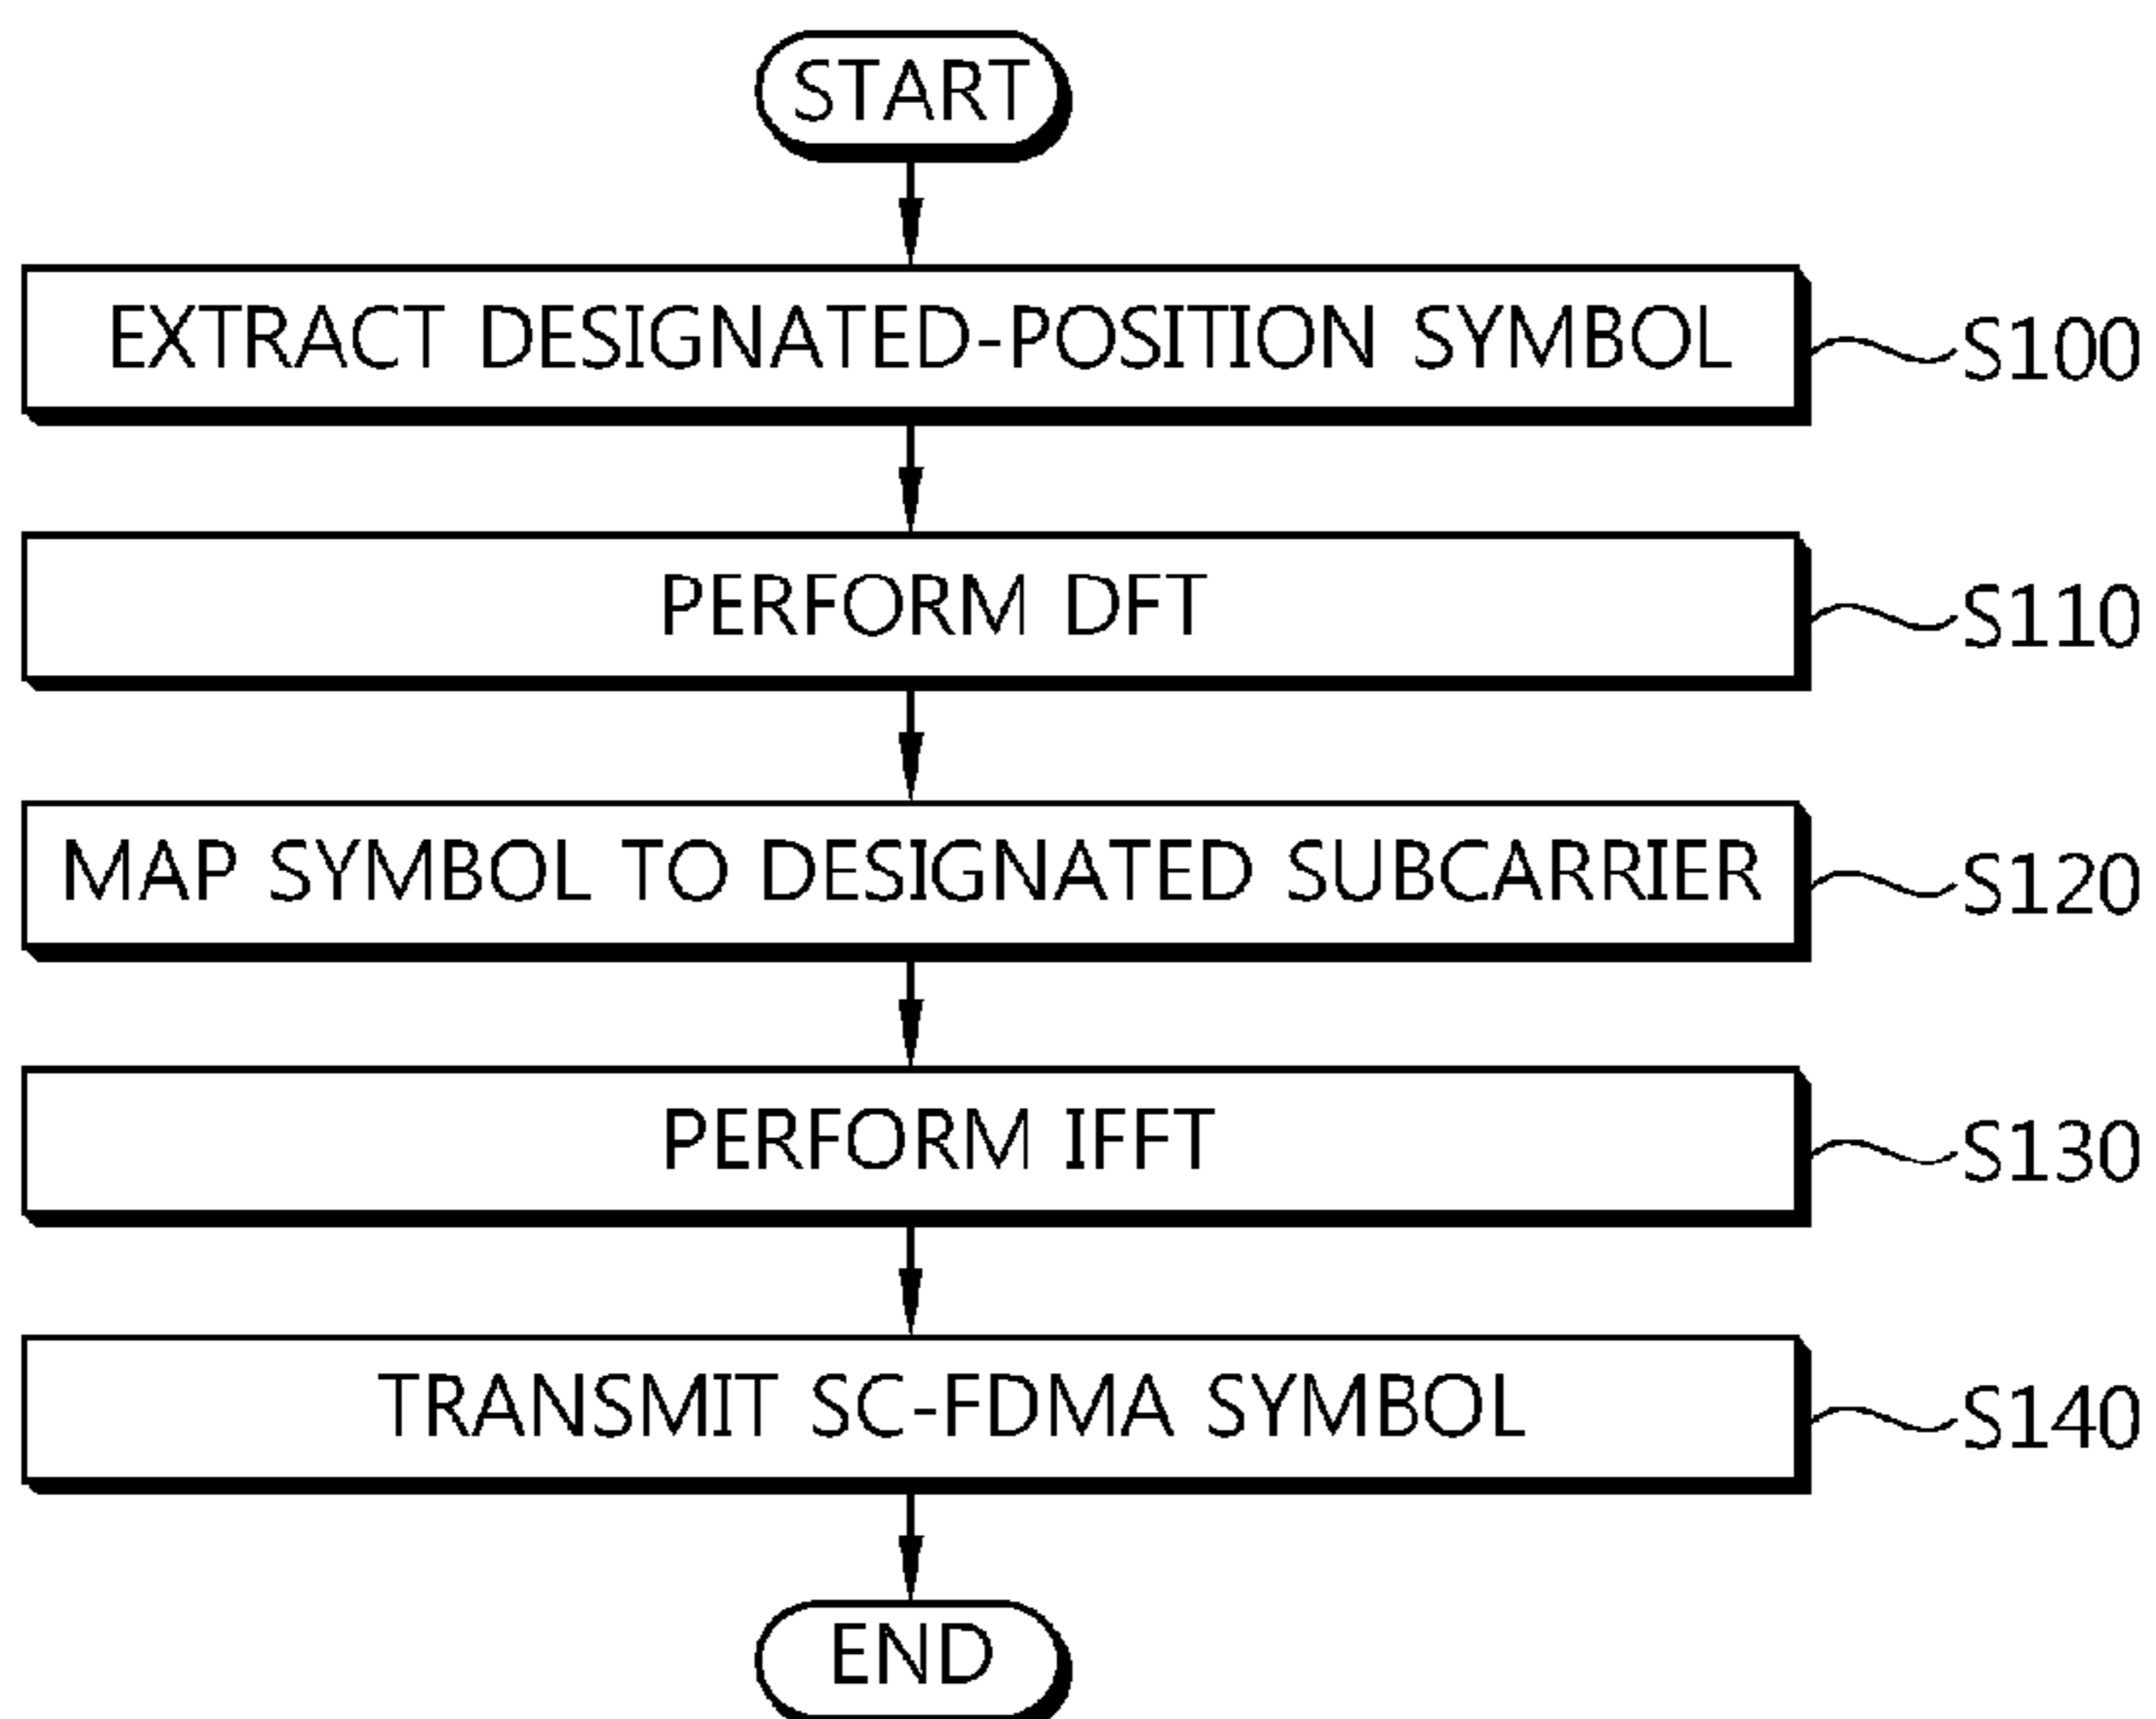 START
EXTRACT DESIGNATED-POSITION SYMBOL S100
PERFORM DFT S110
MAP SYMBOL TO DESIGNATED SUBCARRIER S120
PERFORM IFFT S130
TRANSMIT SC-FDMA SYMBOL S140
END